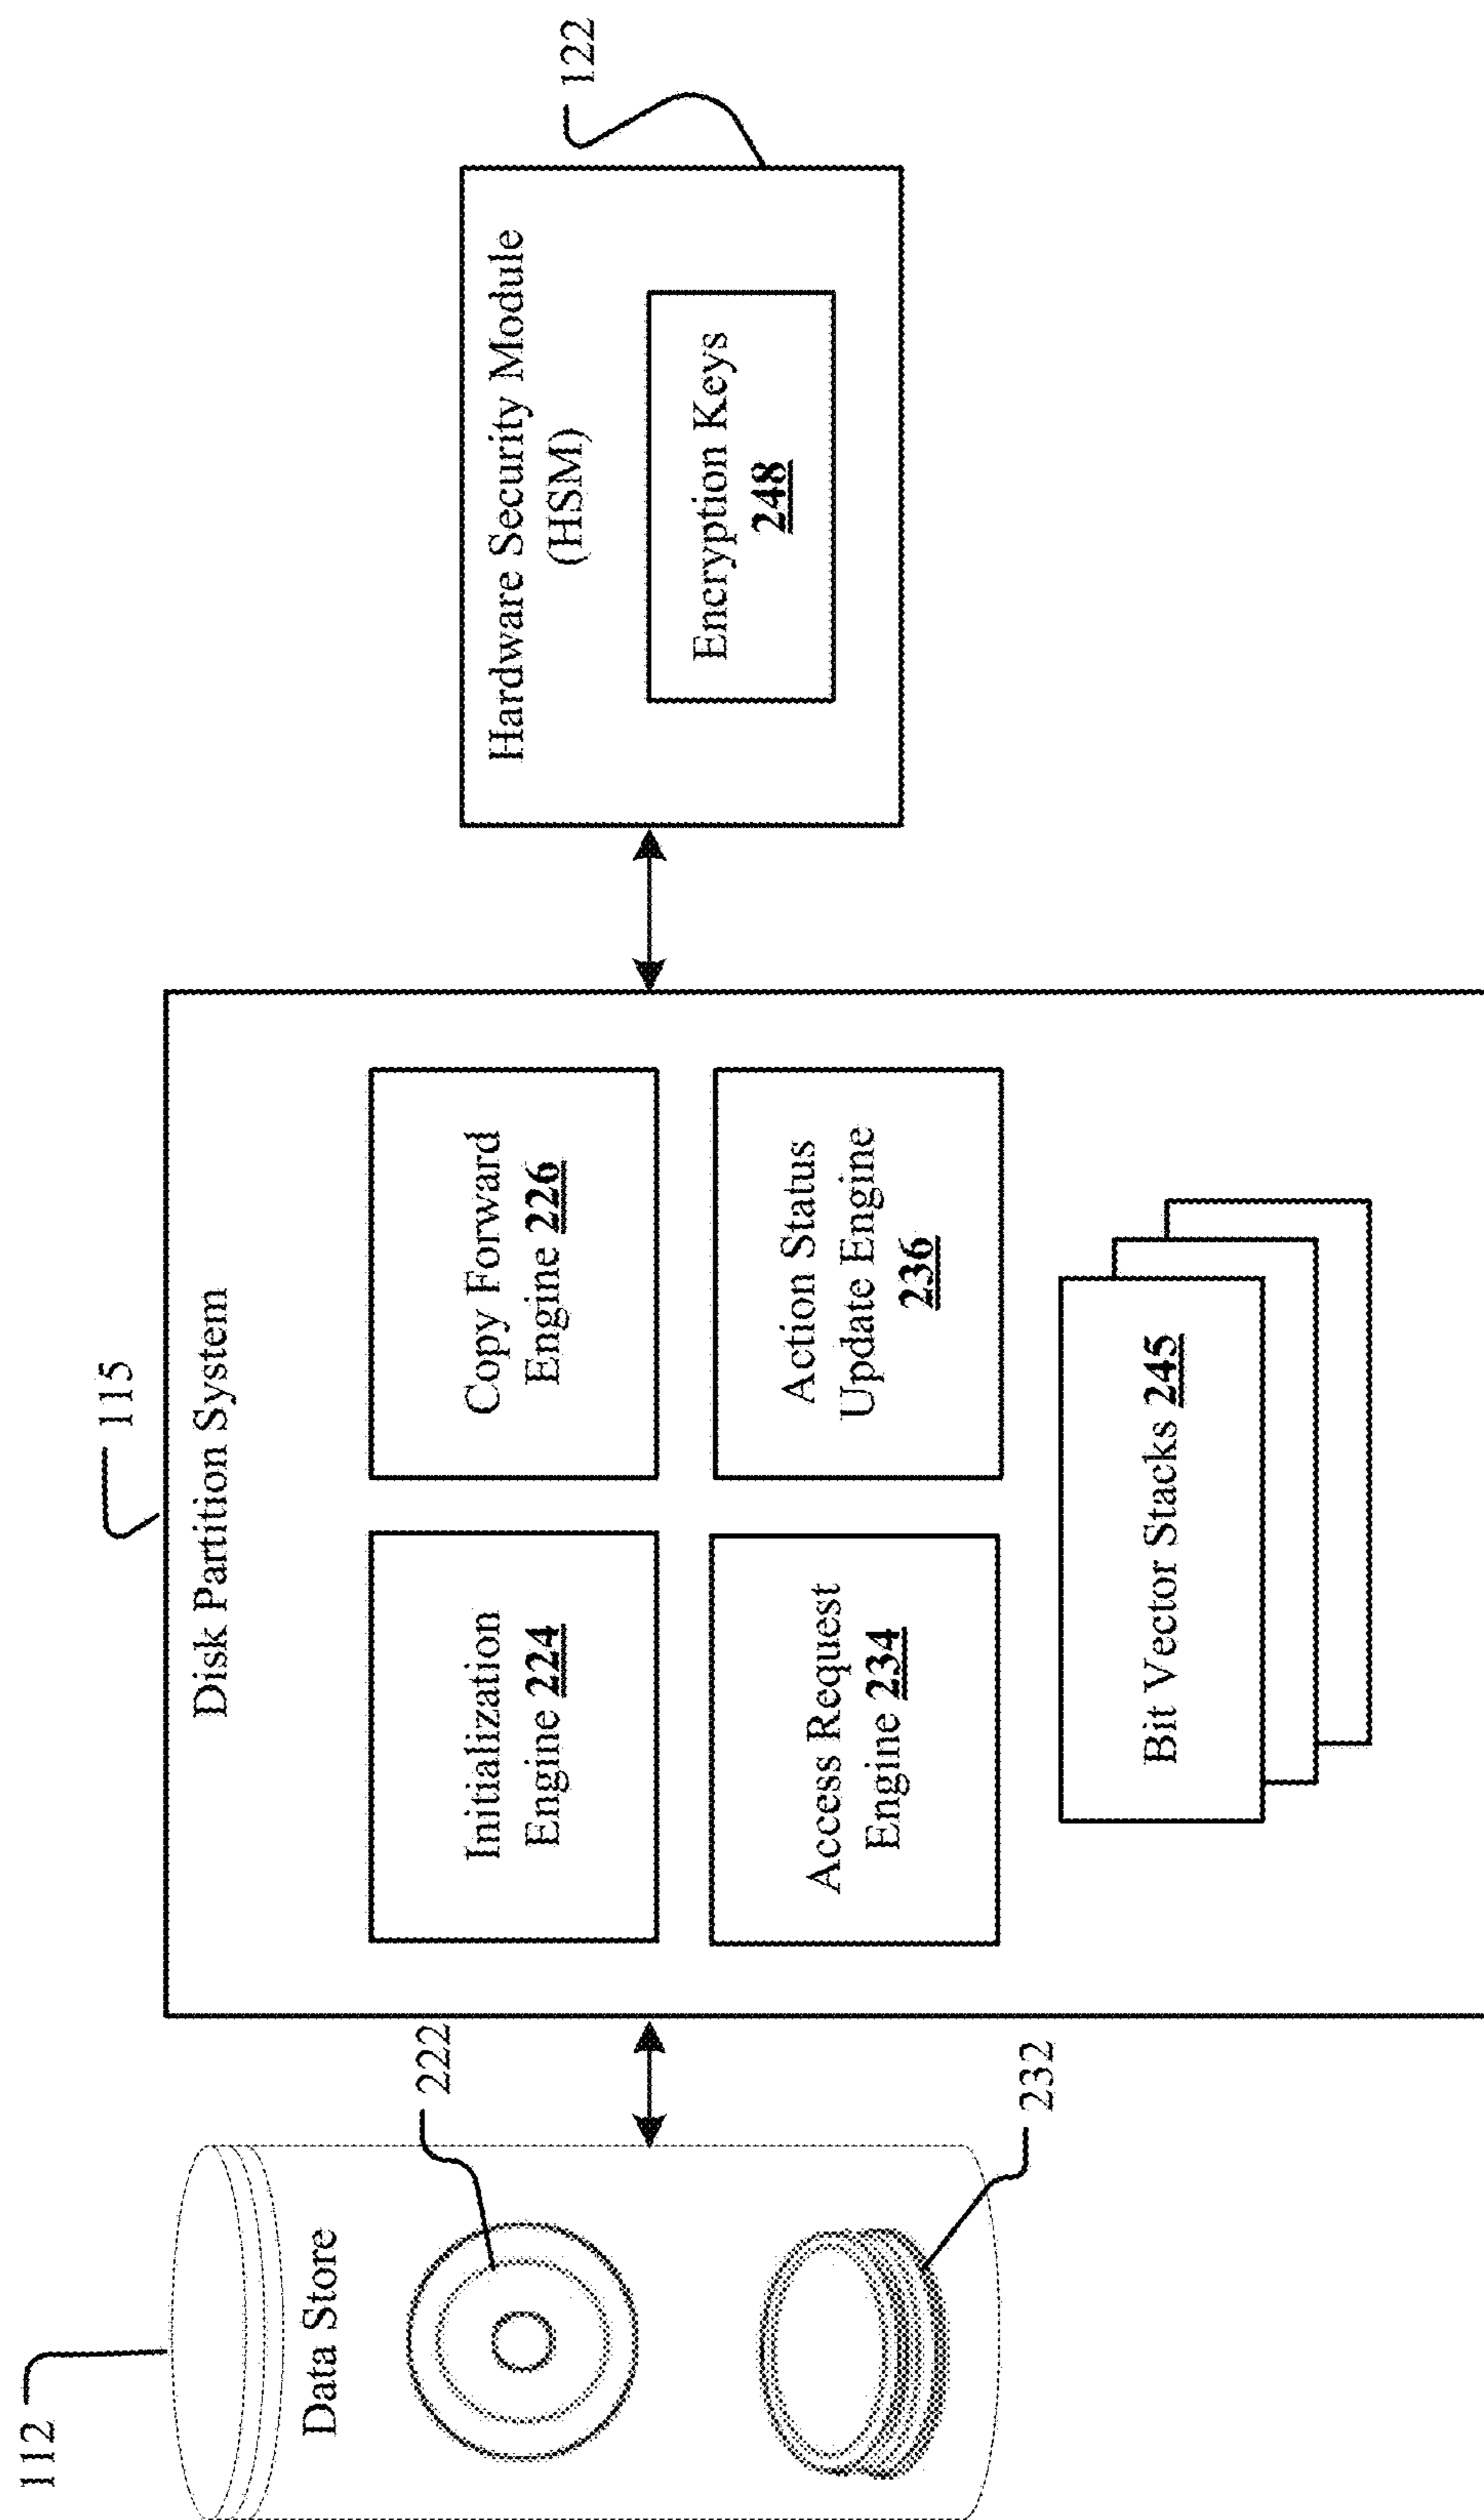 112
Data Store
222
232
115
Disk Partition System
Initialization
Engine 224
Copy Forward
Engine 226
Access Request
Engine 234
Action Status
Update Engine
236
Bit Vector Stacks 245
122
Hardware Security Module
(HSM)
Encryption Keys
248